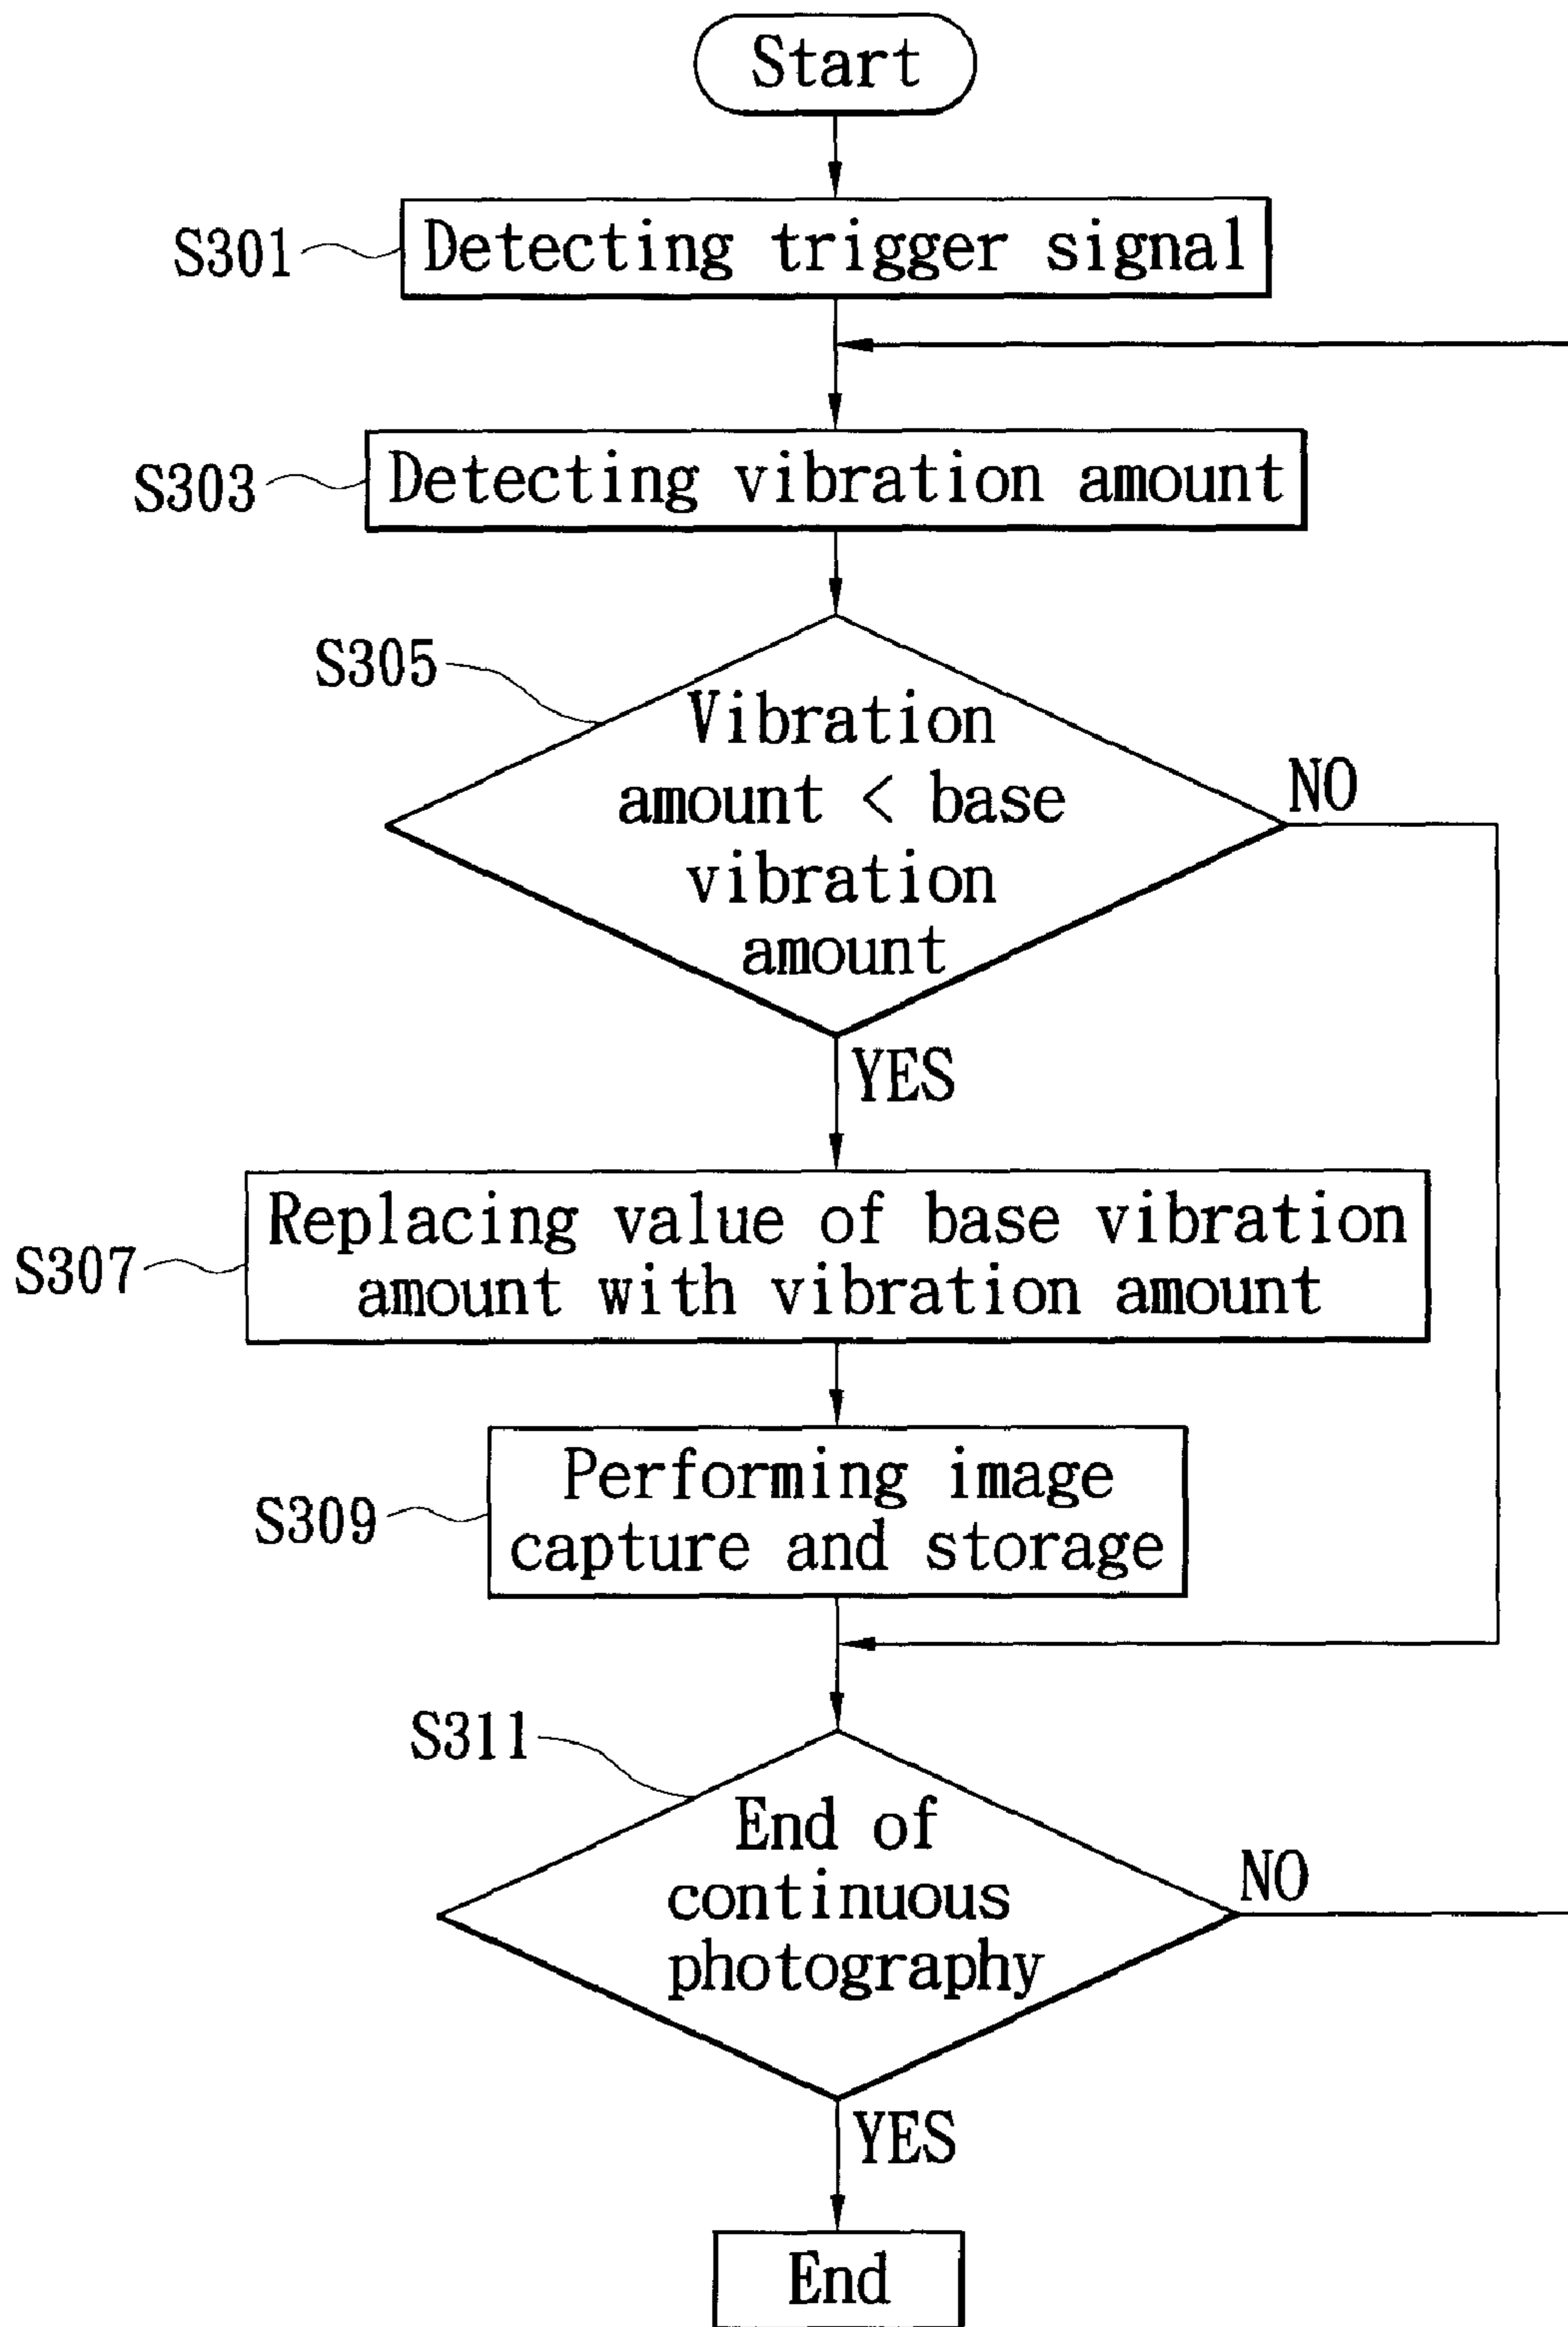 Start
S301
Detecting trigger signal
S303
Detecting vibration amount
S305
Vibration
amount < base
vibration
amount
NO
YES
S307
Replacing value of base vibration
amount with vibration amount
S309
Performing image
capture and storage
S311
End of
continuous
photography
NO
YES
End